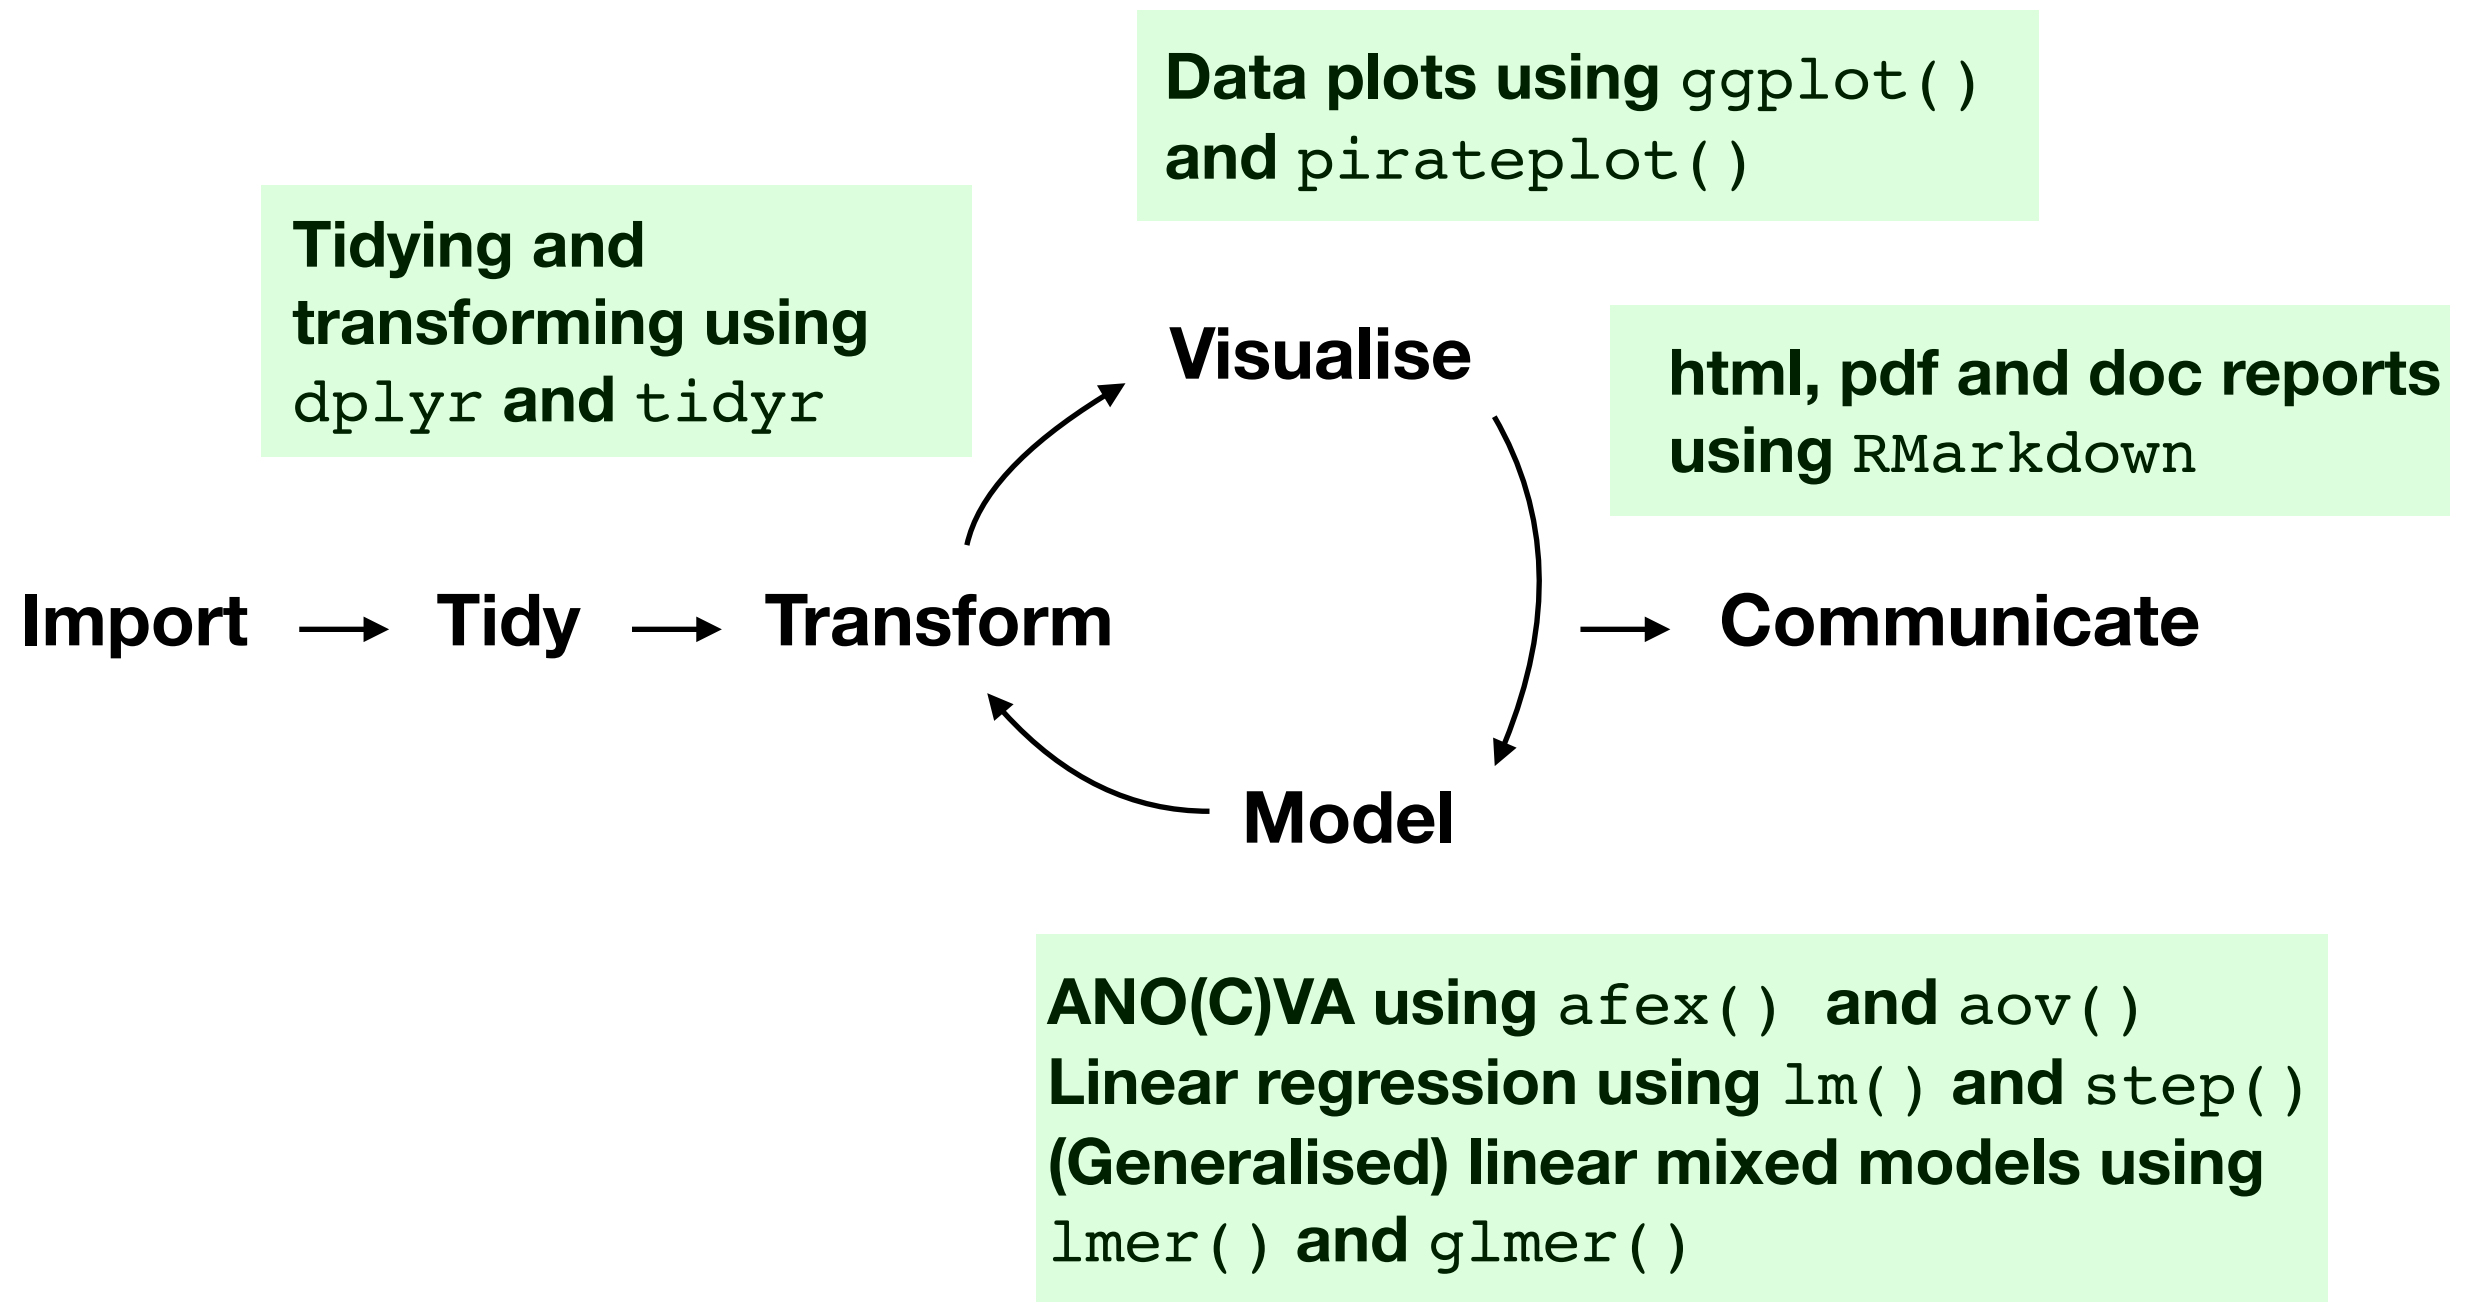 Data plots using ggplot()
and pirateplot()
Tidying and
transforming using
dplyr and tidyr
Visualise
html, pdf and doc reports
using RMarkdown
Import
Tidy
Transform
Communicate
Model
ANO(C)VA using afex() and aov()
Linear regression using lm() and step()
(Generalised) linear mixed models using
lmer() and glmer()